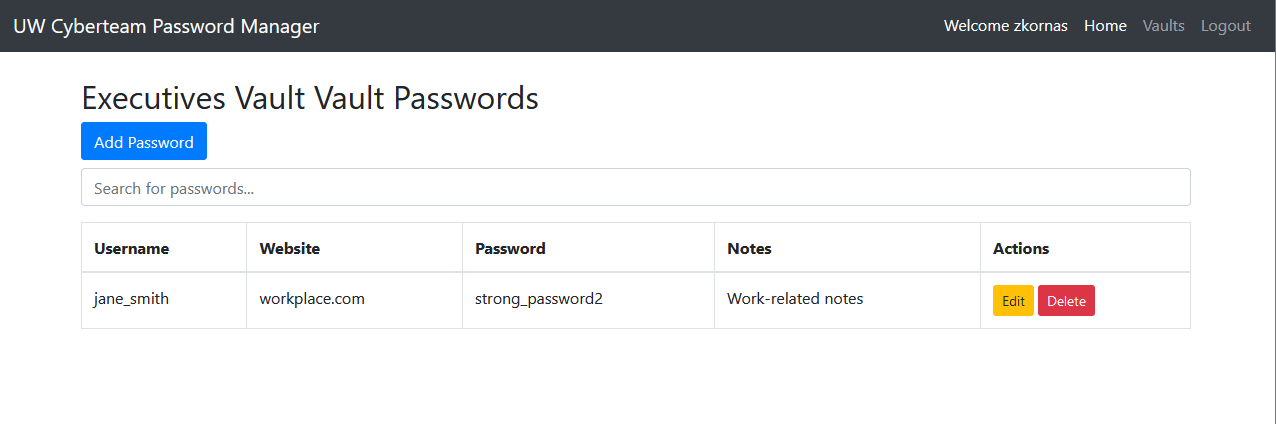 UW Cyberteam Password Manager Welcome zkornas Home Vaults Logout
Executives Vault Vault Passwords
Add Password
Search for passwords...
Username Website Password Notes Actions
jane_smith workplace.com strong_password2 Work-related notes Edit Delete